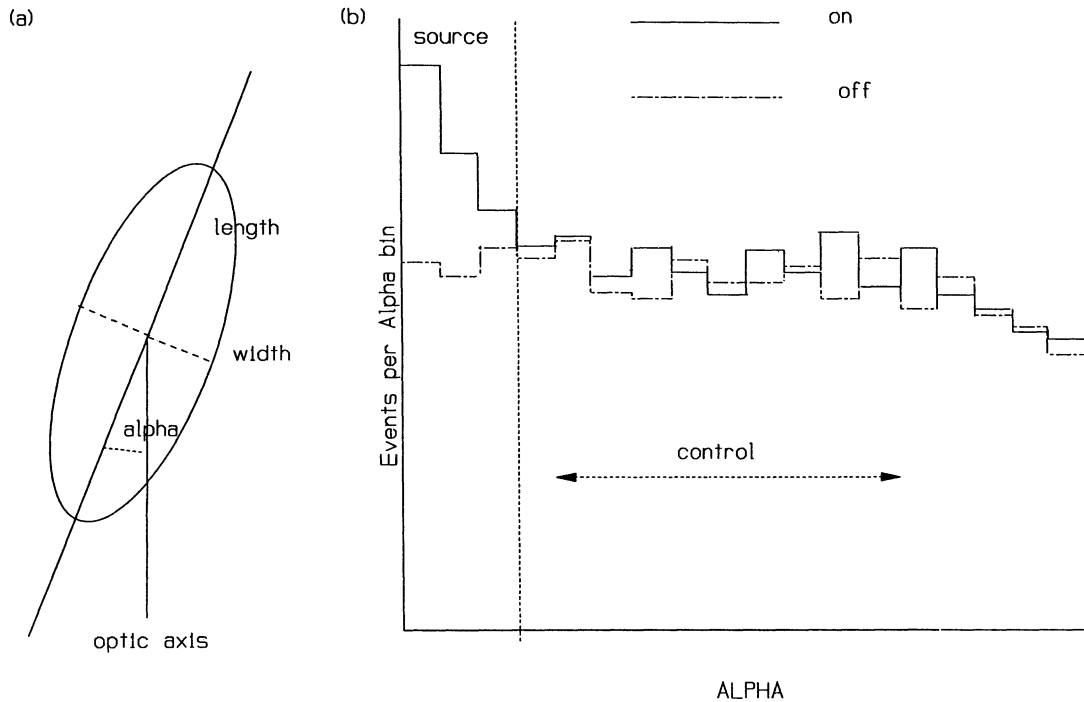 (a)
length
width
alpha
optic axis
(b)
source
on
off
Events per Alpha bin
control
ALPHA